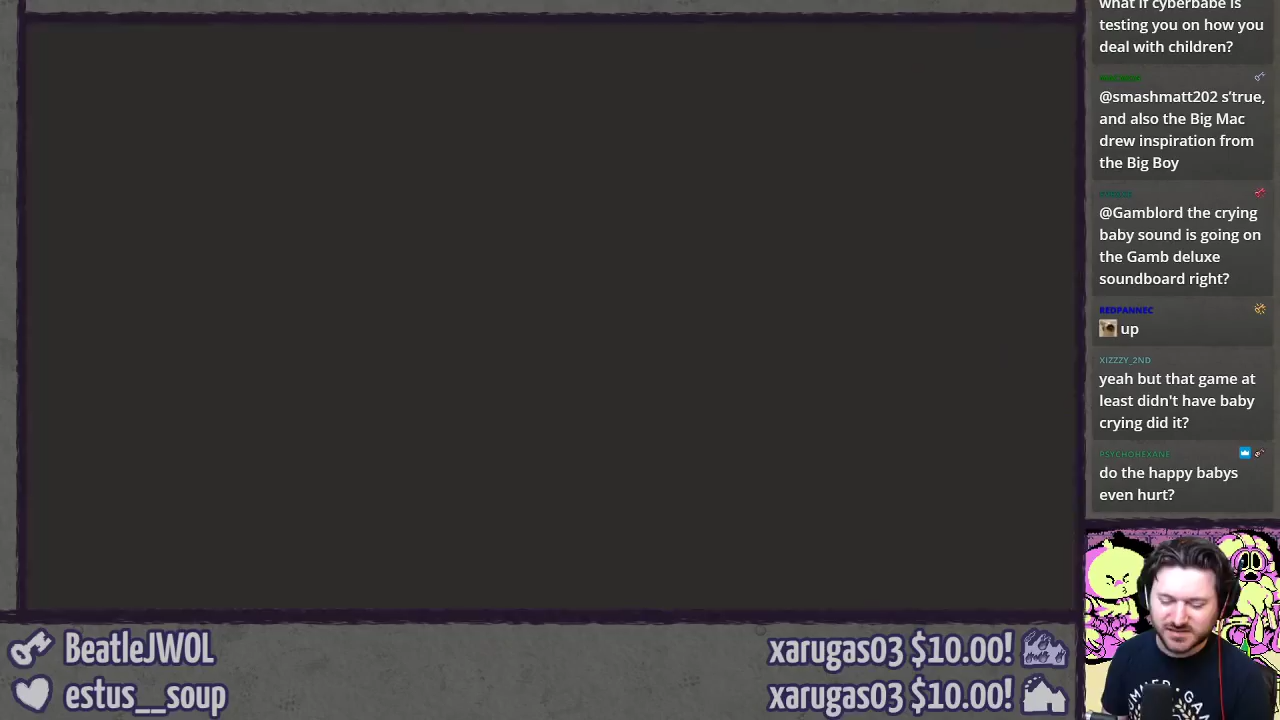 what if cyberbabe is
testing you on how you
deal with children?
@smashmatt202 s'true,
and also the Big Mac
drew inspiration from
the Big Boy
@Gamblord the crying
baby sound is going on
the Gamb deluxe
soundboard right?
REDPANNEC
up
XIZZZY_2ND
yeah but that game at
least didn't have baby
crying did it?
PSYCHOHEXANE
do the happy babys
even hurt?
BeatleJWOL
xarugas03 $10.00!
estus__soup
xarugas03 $10.00!